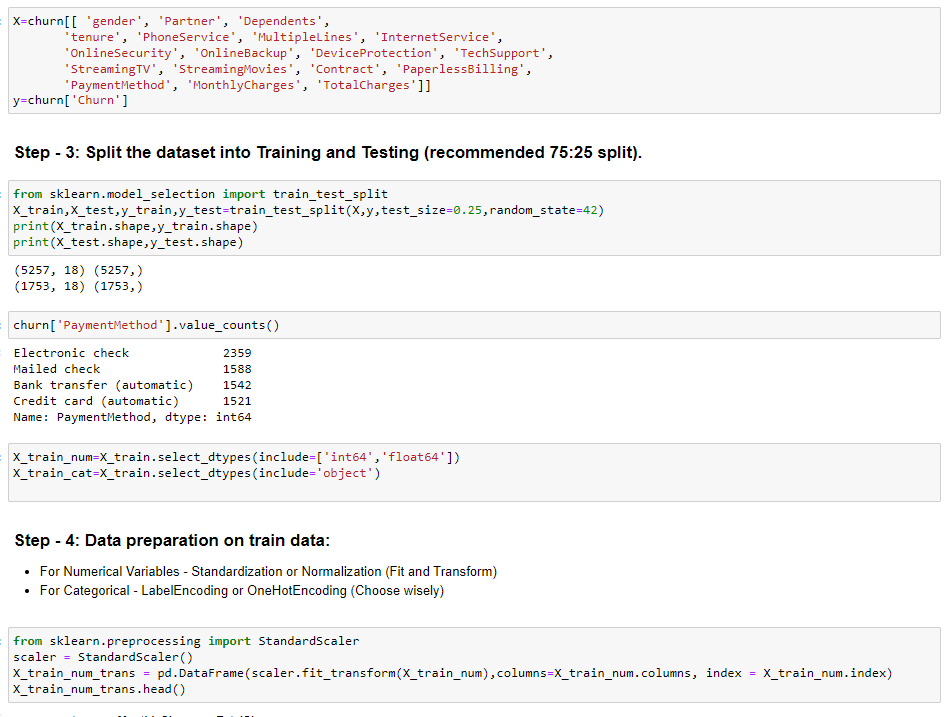 X=churn[[ 'gender', 'Partner', 'Dependents',
'tenure', 'PhoneService', 'MultipleLines', 'InternetService',
'OnlineSecurity', 'OnlineBackup', 'DeviceProtection', 'TechSupport',
'StreamingTV', 'StreamingMovies', 'Contract', 'PaperlessBilling',
'PaymentMethod', 'MonthlyCharges', 'TotalCharges']]
y=churn['Churn']
Step - 3: Split the dataset into Training and Testing (recommended 75:25 split).
from sklearn.model_selection import train_test_split
X_train,X_test,y_train,y_test=train_test_split(X,y,test_size=0.25,random_state=42)
print(X_train.shape,y_train.shape)
print(X_test.shape,y_test.shape)
(5257, 18) (5257,)
(1753, 18) (1753,)
churn['PaymentMethod'].value_counts()
Electronic check 2359
Mailed check 1588
Bank transfer (automatic) 1542
Credit card (automatic) 1521
Name: PaymentMethod, dtype: int64
X_train_num=X_train.select_dtypes(include=['int64','float64'])
X_train_cat=X_train.select_dtypes(include='object')
Step - 4: Data preparation on train data:
• For Numerical Variables - Standardization or Normalization (Fit and Transform)
• For Categorical - LabelEncoding or OneHotEncoding (Choose wisely)
from sklearn.preprocessing import StandardScaler
scaler = StandardScaler()
X_train_num_trans = pd.DataFrame(scaler.fit_transform(X_train_num),columns=X_train_num.columns, index = X_train_num.index)
X_train_num_trans.head()